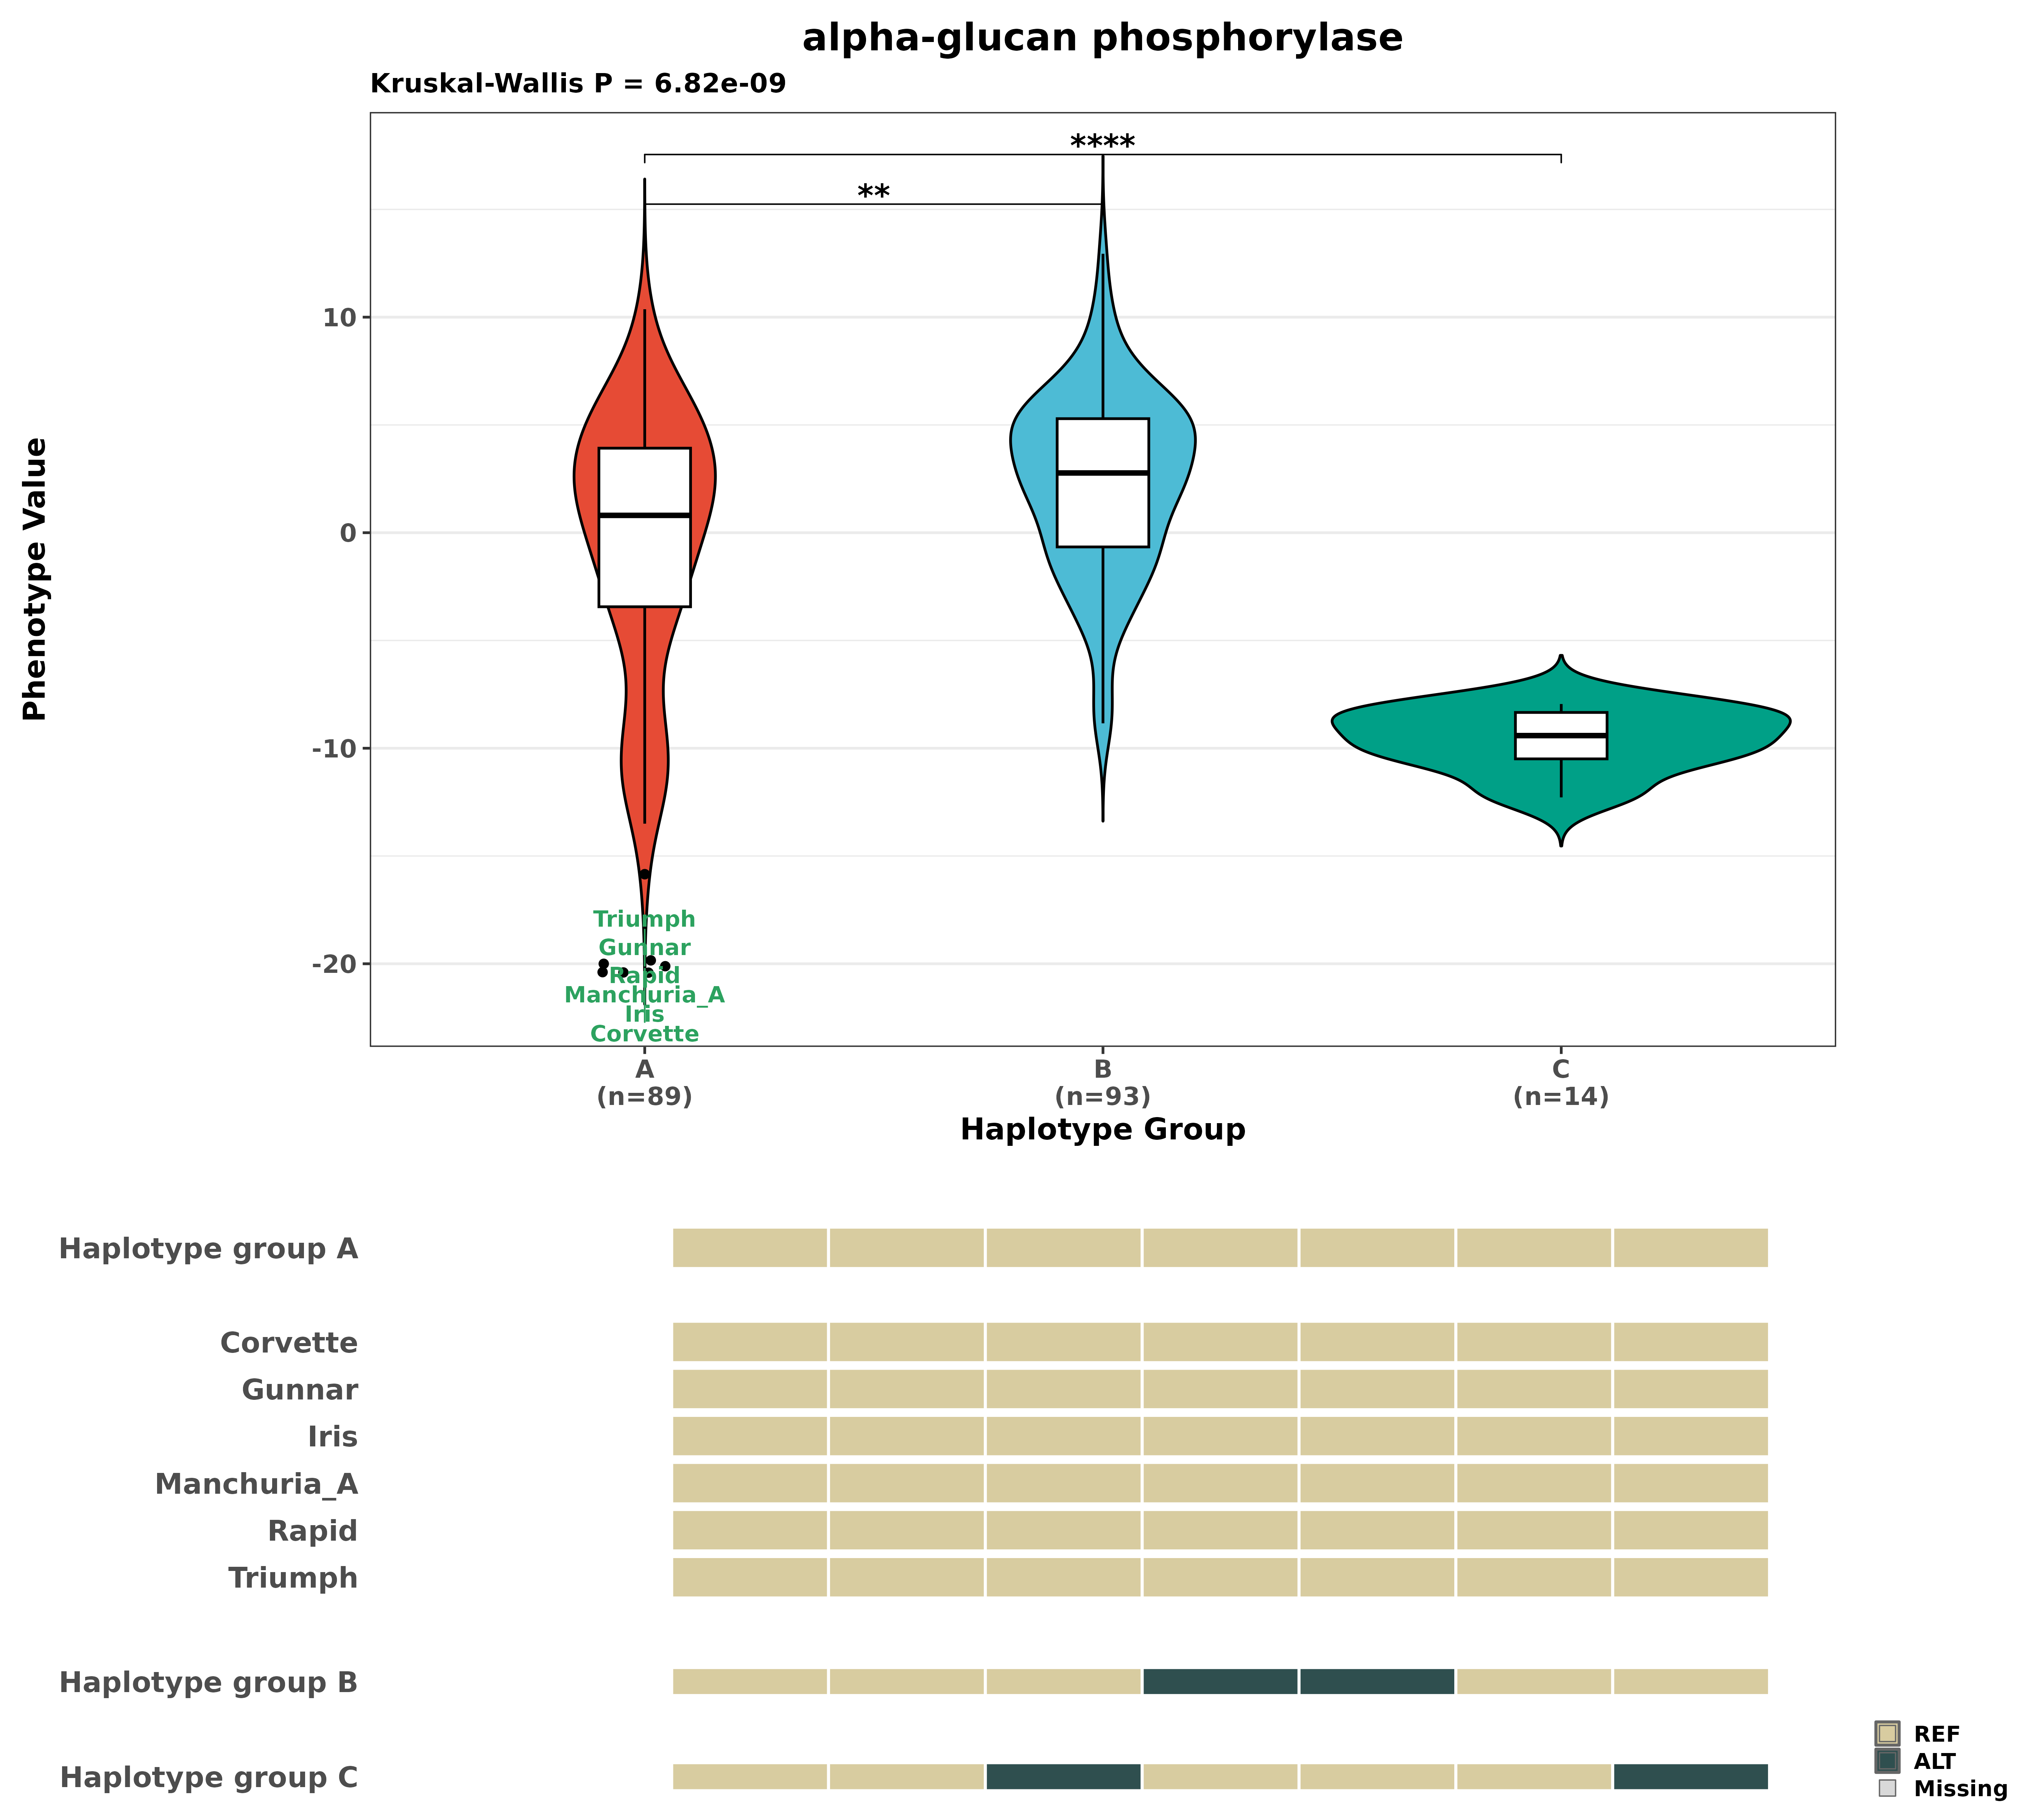 alpha-glucan phosphorylase
Kruskal-Wallis P = 6.82e-09
****
**
Phenotype Value
10
0
-10
-20
Triumph
Gunnar
Rapid
Manchuria_A
Iris
Corvette
A
(n=89)
B
(n=93)
C
(n=14)
Haplotype Group
Haplotype group A
Corvette
Gunnar
Iris
Manchuria_A
Rapid
Triumph
Haplotype group B
Haplotype group C
REF
ALT
Missing